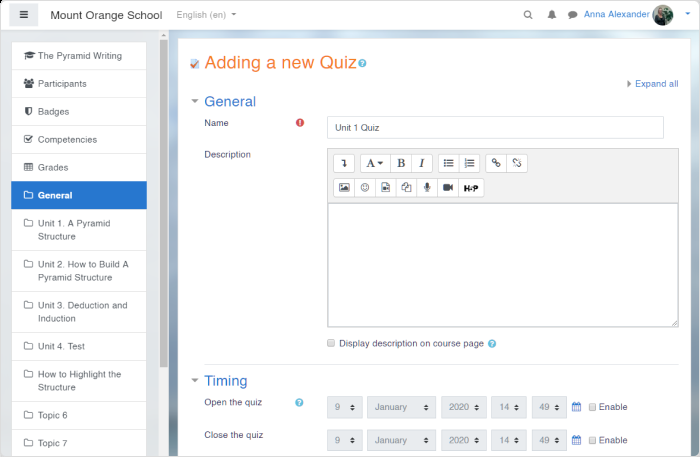 Mount Orange School English (en)
Anna Alexander
The Pyramid Writing
Participants
Badges
Competencies
Grades
General
Unit 1. A Pyramid
Structure
Unit 2. How to Build A
Pyramid Structure
Unit 3. Deduction and
Induction
Unit 4. Test
How to Highlight the
Structure
Topic 6
Topic 7
Adding a new Quiz
Expand all
General
Name
Unit 1 Quiz
Description
A B I
H-P
Display description on course page
Timing
Open the quiz 9 January 2020 14 49 Enable
Close the quiz 9 January 2020 14 49 Enable